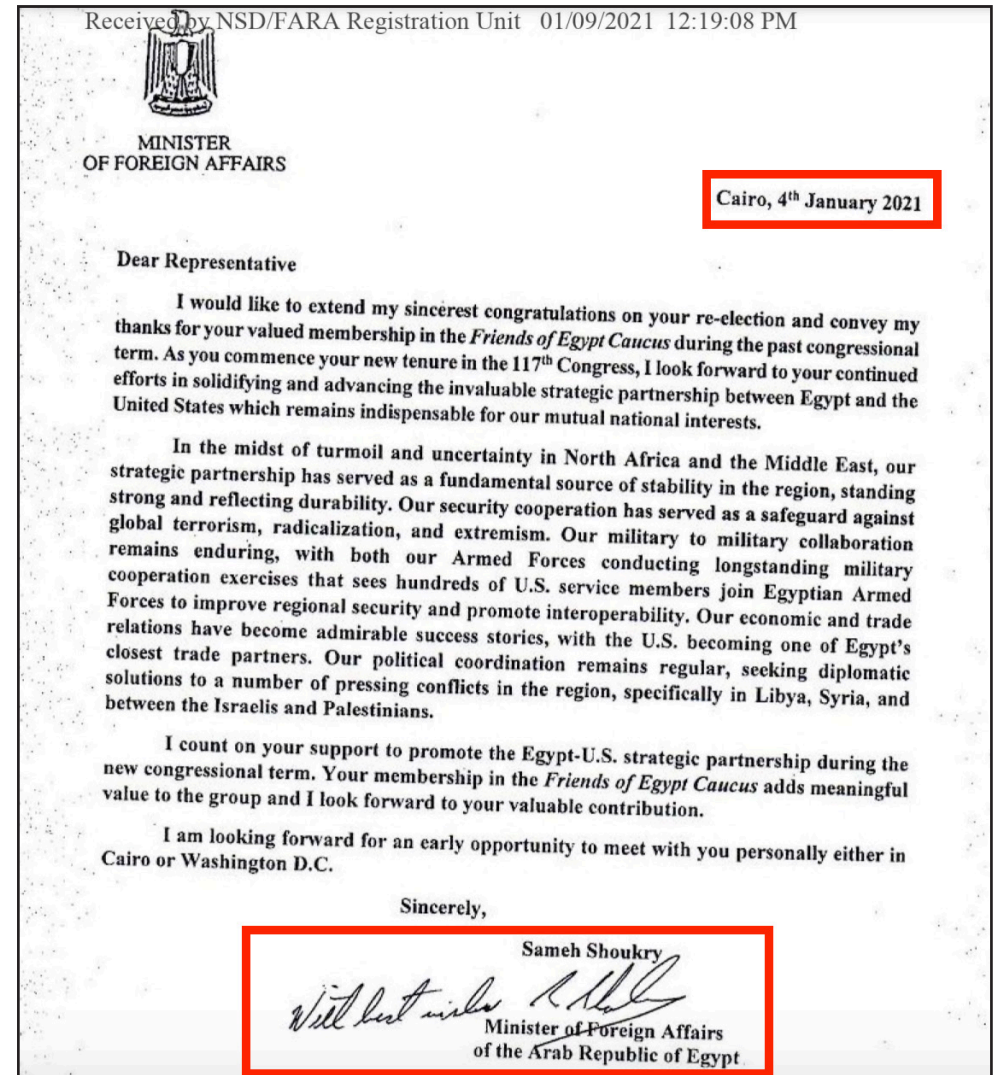 Received by NSD/FARA Registration Unit 01/09/2021 12:19:08 PM
MINISTER
OF FOREIGN AFFAIRS
Cairo, 4th January 2021
Dear Representative
I would like to extend my sincerest congratulations on your re-election and convey my
thanks for your valued membership in the Friends of Egypt Caucus during the past congressional
term. As you commence your new tenure in the 117th Congress, I look forward to your continued
efforts in solidifying and advancing the invaluable strategic partnership between Egypt and the
United States which remains indispensable for our mutual national interests.
In the midst of turmoil and uncertainty in North Africa and the Middle East, our
strategic partnership has served as a fundamental source of stability in the region, standing
strong and reflecting durability. Our security cooperation has served as a safeguard against
global terrorism, radicalization, and extremism. Our military to military collaboration
remains enduring, with both our Armed Forces conducting longstanding military
cooperation exercises that sees hundreds of U.S. service members join Egyptian Armed
Forces to improve regional security and promote interoperability. Our economic and trade
relations have become admirable success stories, with the U.S. becoming one of Egypt's
closest trade partners. Our political coordination remains regular, seeking diplomatic
solutions to a number of pressing conflicts in the region, specifically in Libya, Syria, and
between the Israelis and Palestinians.
I count on your support to promote the Egypt-U.S. strategic partnership during the
new congressional term. Your membership in the Friends of Egypt Caucus adds meaningful
value to the group and I look forward to your valuable contribution.
I am looking forward for an early opportunity to meet with you personally either in
Cairo or Washington D.C.
Sincerely,
Sameh Shoukry
With best wishes
Minister of Foreign Affairs
of the Arab Republic of Egypt